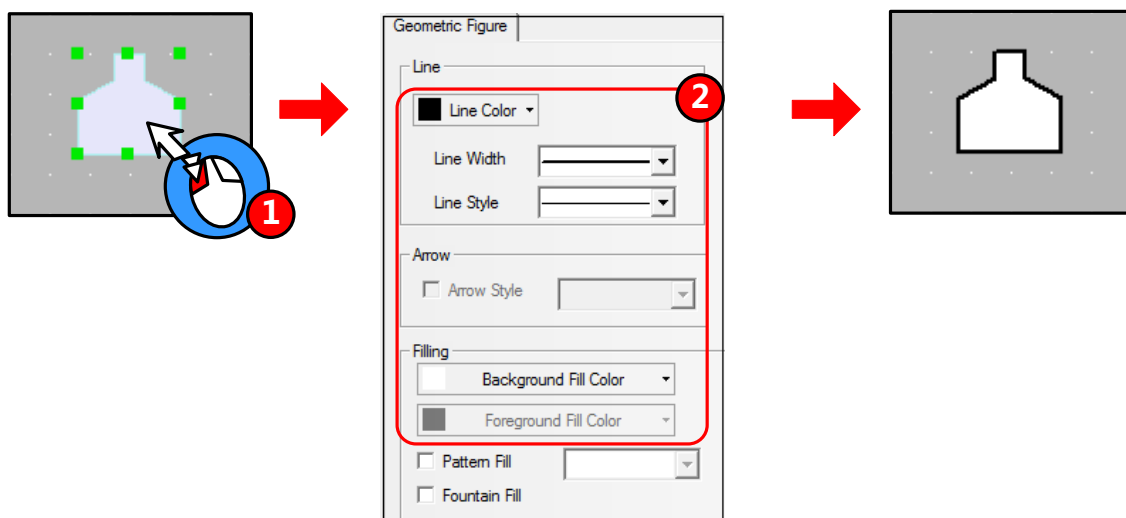 1
Geometric Figure
Line
2
Line Color
Line Width
Line Style
Arrow
Arrow Style
Filling
Background Fill Color
Foreground Fill Color
Pattern Fill
Fountain Fill